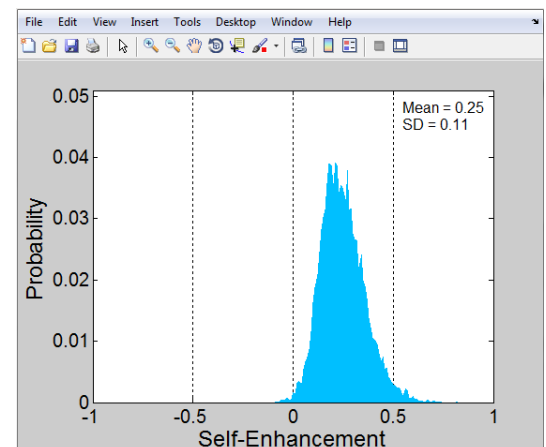 File Edit View Insert Tools Desktop Window Help
Mean = 0.25
SD = 0.11
0.05
0.04
0.03
0.02
0.01
0
Probability
-1 -0.5 0 0.5 1
Self-Enhancement